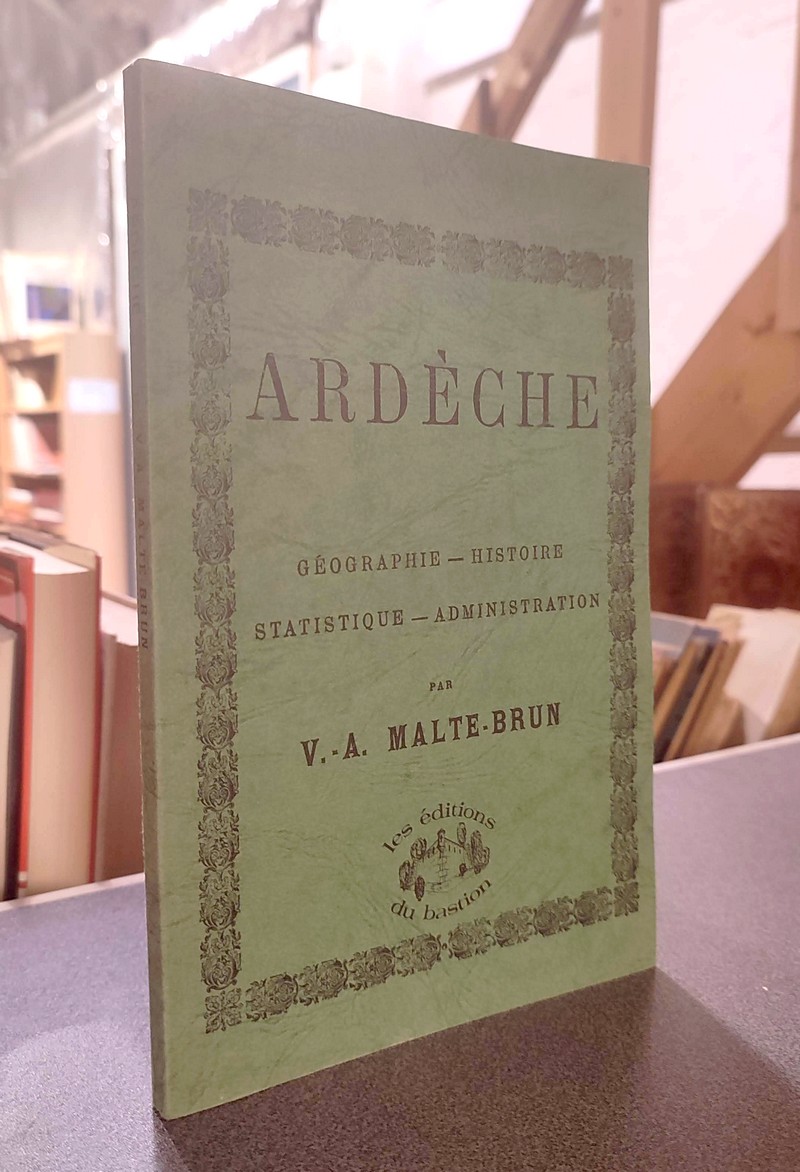 ARDÈCHE
GÉOGRAPHIE — HISTOIRE
STATISTIQUE — ADMINISTRATION
PAR
V.-A. MALTE-BRUN
les éditions
du bastion
V. A. MALTE BRUN